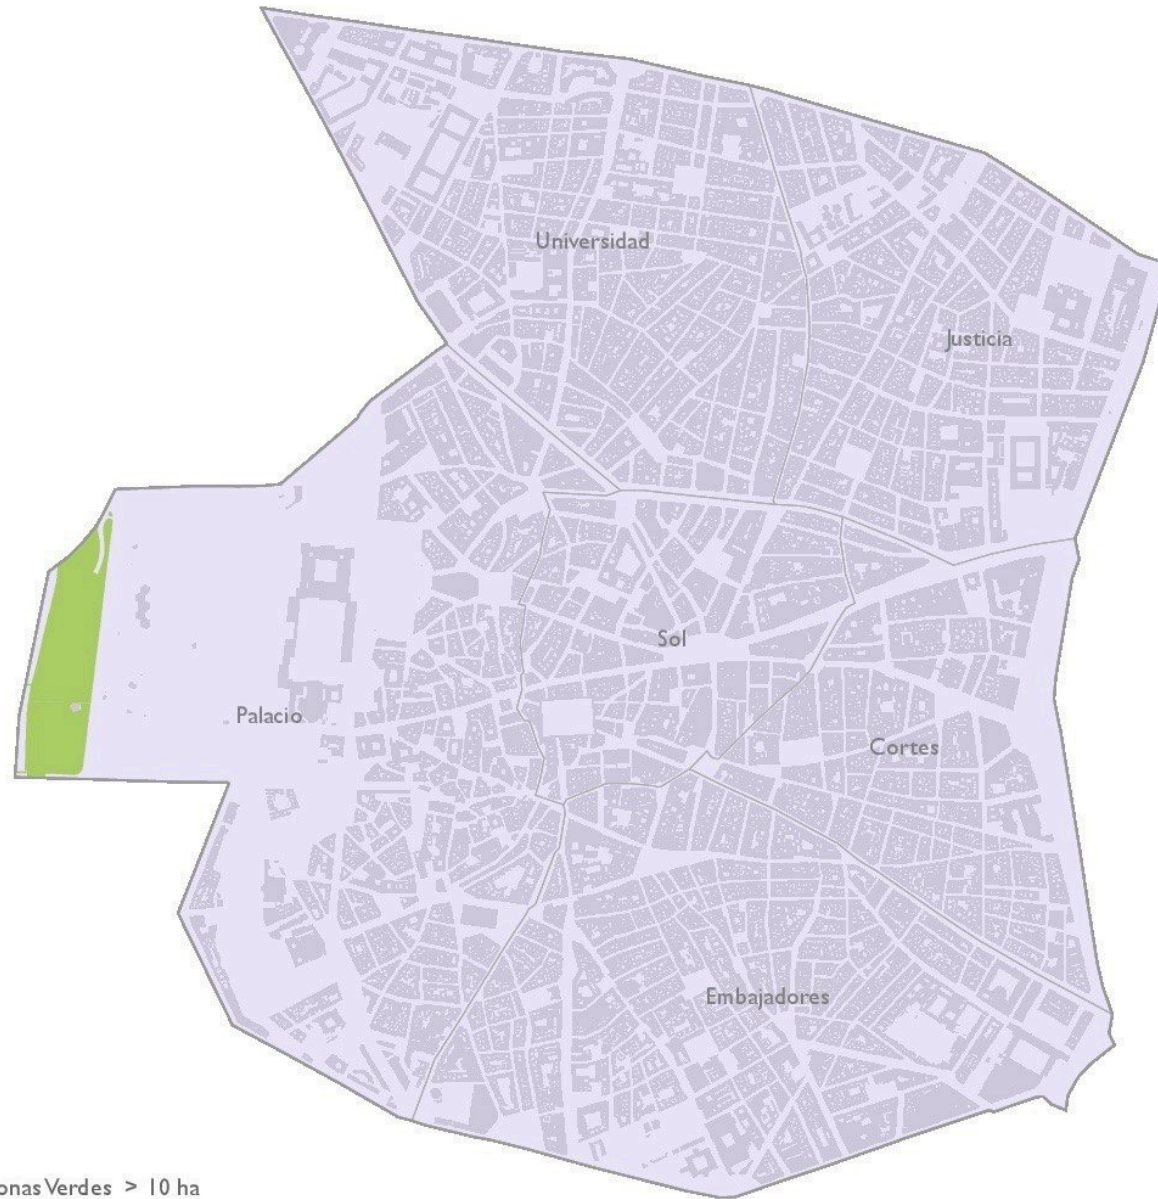 Universidad
Justicia
Sol
Palacio
Cortes
Embajadores
onas Verdes > 10 ha